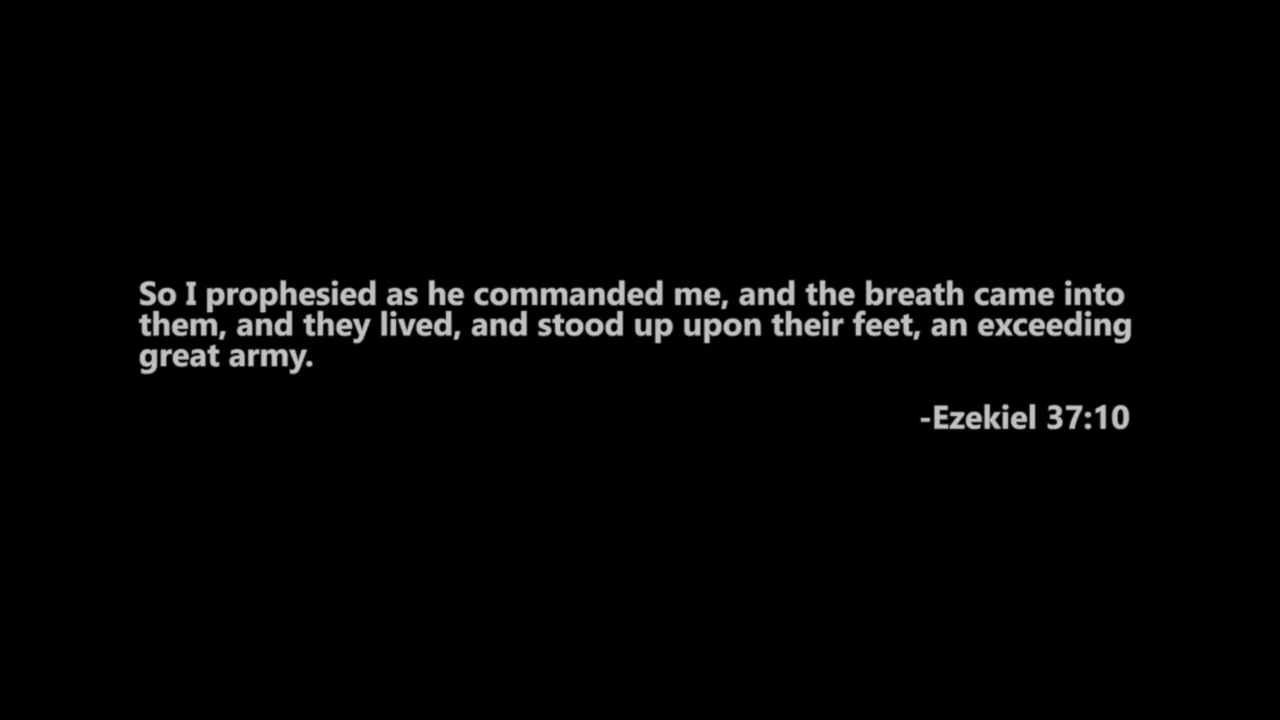 So I prophesied as he commanded me, and the breath came into
them, and they lived, and stood up upon their feet, an exceeding
great army.
-Ezekiel 37:10